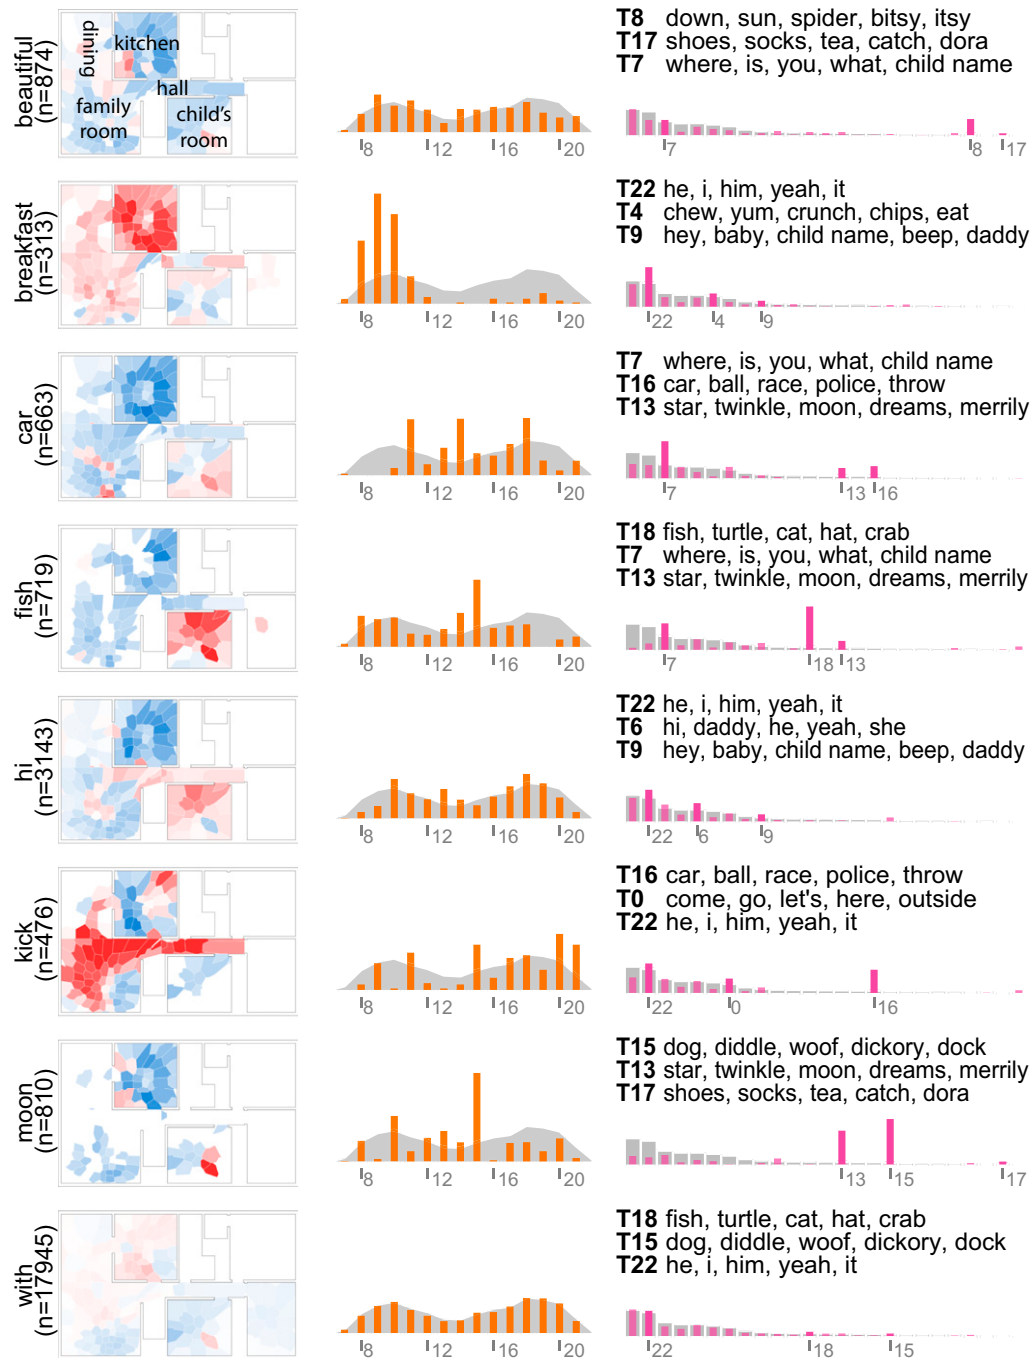 beautiful
(n=874)
dining
kitchen
hall
family
room
child's
room
8 12 16 20
T8 down, sun, spider, bitsy, itsy
T17 shoes, socks, tea, catch, dora
T7 where, is, you, what, child name
7 8 17
breakfast
(n=313)
8 12 16 20
T22 he, i, him, yeah, it
T4 chew, yum, crunch, chips, eat
T9 hey, baby, child name, beep, daddy
22 4 9
car
(n=663)
8 12 16 20
T7 where, is, you, what, child name
T16 car, ball, race, police, throw
T13 star, twinkle, moon, dreams, merrily
7 13 16
fish
(n=719)
8 12 16 20
T18 fish, turtle, cat, hat, crab
T7 where, is, you, what, child name
T13 star, twinkle, moon, dreams, merrily
7 18 13
hi
(n=3143)
8 12 16 20
T22 he, i, him, yeah, it
T6 hi, daddy, he, yeah, she
T9 hey, baby, child name, beep, daddy
22 6 9
kick
(n=476)
8 12 16 20
T16 car, ball, race, police, throw
T0 come, go, let's, here, outside
T22 he, i, him, yeah, it
22 0 16
moon
(n=810)
8 12 16 20
T15 dog, diddle, woof, dickory, dock
T13 star, twinkle, moon, dreams, merrily
T17 shoes, socks, tea, catch, dora
13 15 17
with
(n=17945)
8 12 16 20
T18 fish, turtle, cat, hat, crab
T15 dog, diddle, woof, dickory, dock
T22 he, i, him, yeah, it
22 18 15